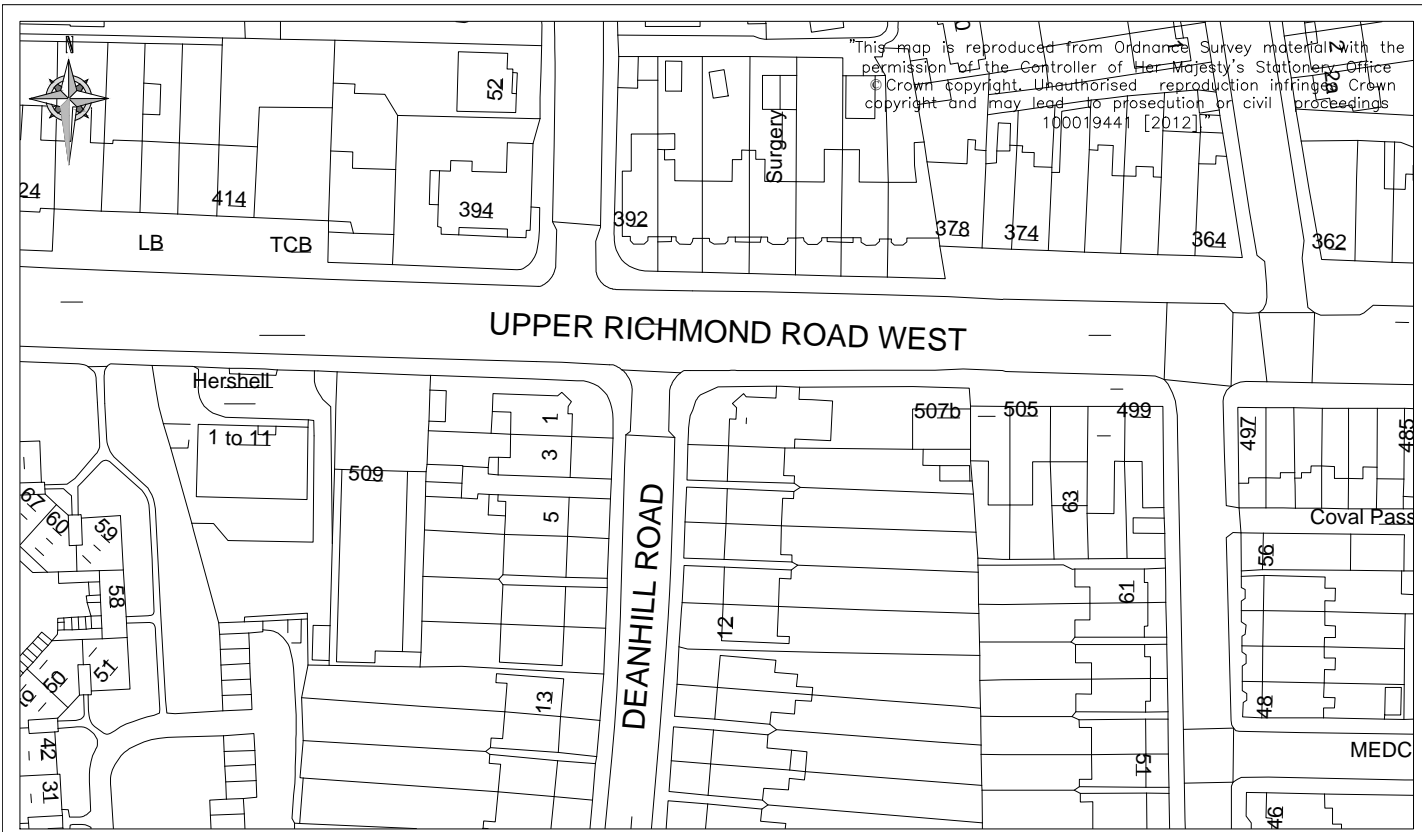 N
"This map is reproduced from Ordnance Survey material with the
permission of the Controller of Her Majesty's Stationery Office
© Crown copyright. Unauthorised reproduction infringes Crown
copyright and may lead to prosecution or civil proceedings
100019441 [2012]."
52
2
2a
1
Surgery
24
414
394
392
378
374
364
362
LB
TCB
UPPER RICHMOND ROAD WEST
Hershell
1 to 11
509
1
3
5
507b
505
499
497
485
63
Coval Pass
67
60
59
58
56
61
12
DEANHILL ROAD
51
50
to
13
48
42
51
MEDC
31
46